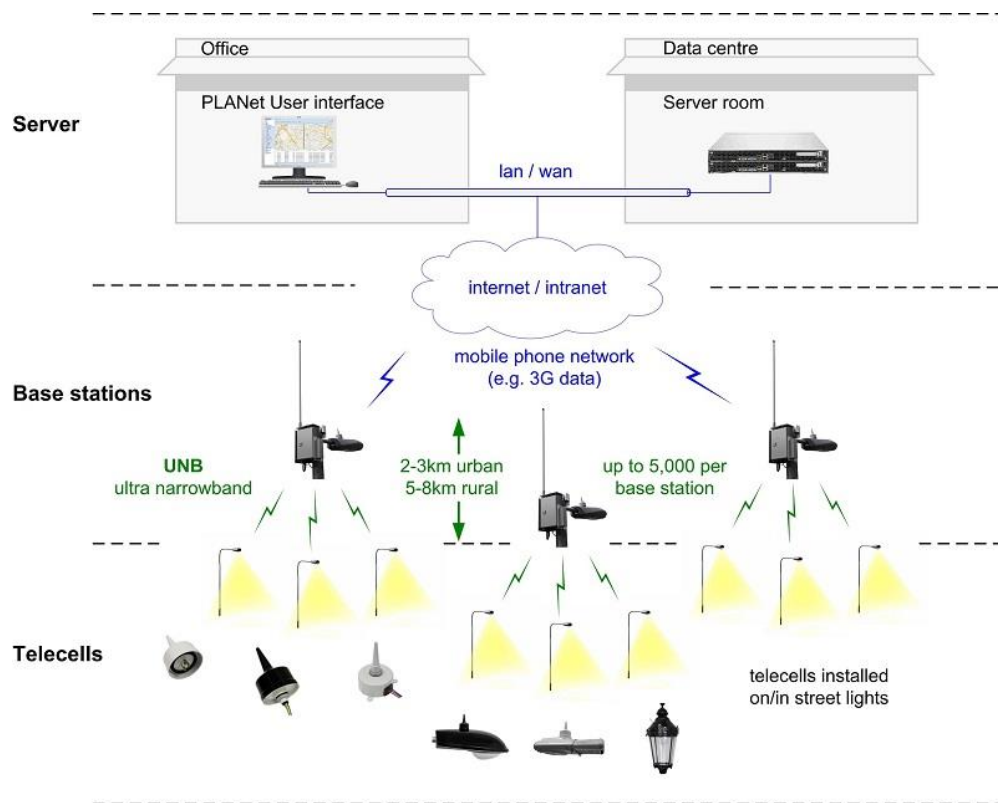 Office
Data centre
PLANet User interface
Server room
Server
lan / wan
internet / intranet
mobile phone network
(e.g. 3G data)
Base stations
UNB
ultra narrowband
2-3km urban
5-8km rural
up to 5,000 per
base station
Telecells
telecells installed
on/in street lights